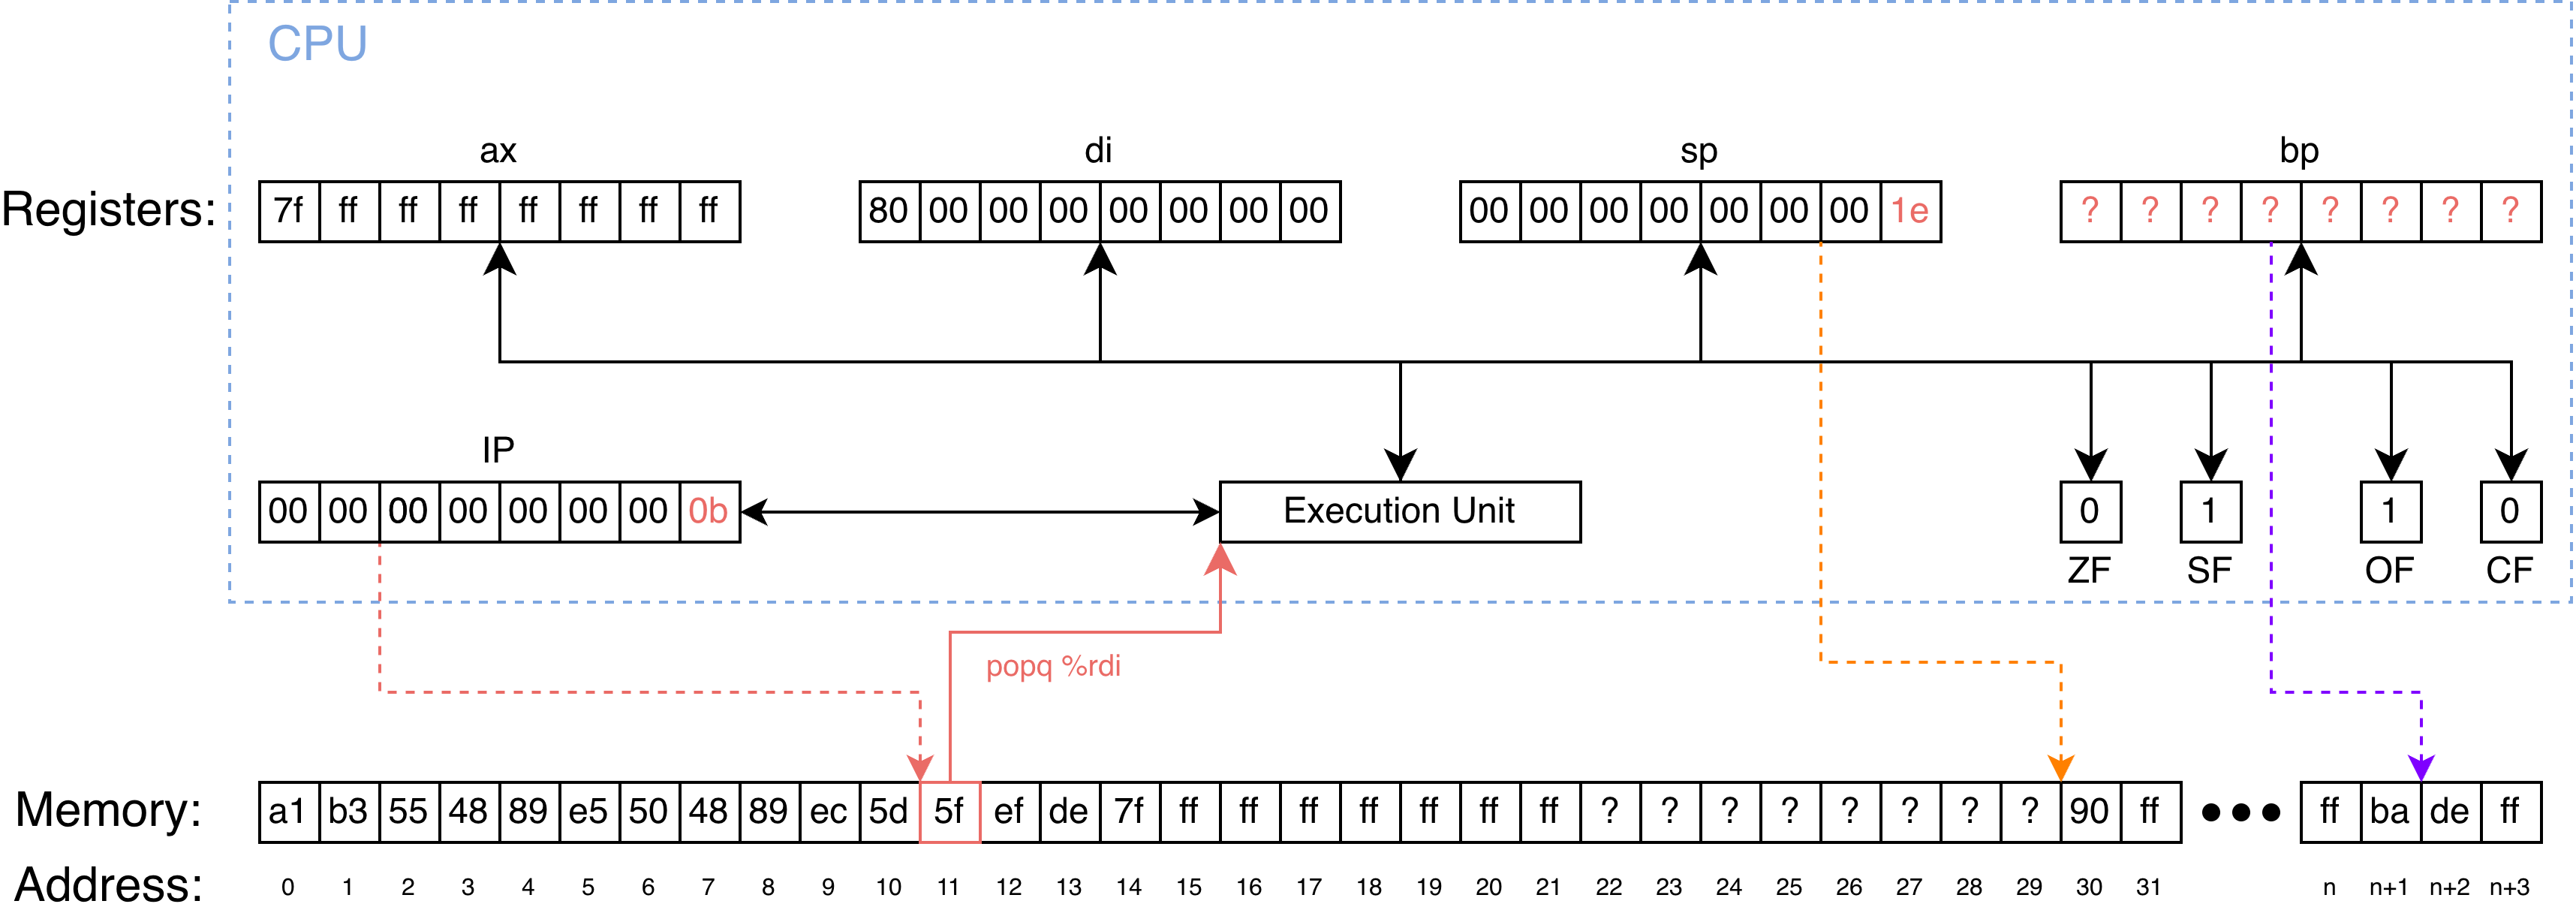 CPU
ax di sp bp
Registers: 7f ff ff ff ff ff ff ff 80 00 00 00 00 00 00 00 00 00 00 00 00 00 00 1e ? ? ? ? ? ? ? ?
IP
00 00 00 00 00 00 00 0b Execution Unit 0 1 1 0
ZF SF OF CF
popq %rdi
Memory: a1 b3 55 48 89 e5 50 48 89 ec 5d 5f ef de 7f ff ff ff ff ff ff ff ? ? ? ? ? ? ? ? 90 ff ••• ff ba de ff
Address: 0 1 2 3 4 5 6 7 8 9 10 11 12 13 14 15 16 17 18 19 20 21 22 23 24 25 26 27 28 29 30 31 n n+1 n+2 n+3